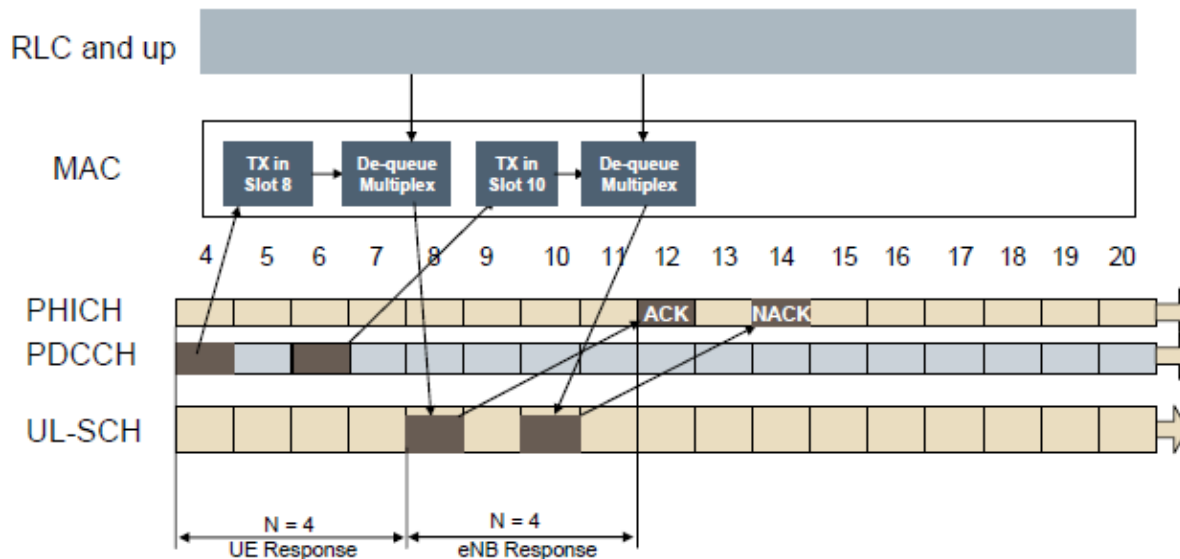 RLC and up
MAC
TX in
Slot 8
De-queue
Multiplex
TX in
Slot 10
De-queue
Multiplex
4 5 6 7 8 9 10 11 12 13 14 15 16 17 18 19 20
PHICH
ACK
NACK
PDCCH
UL-SCH
N = 4
UE Response
N = 4
eNB Response